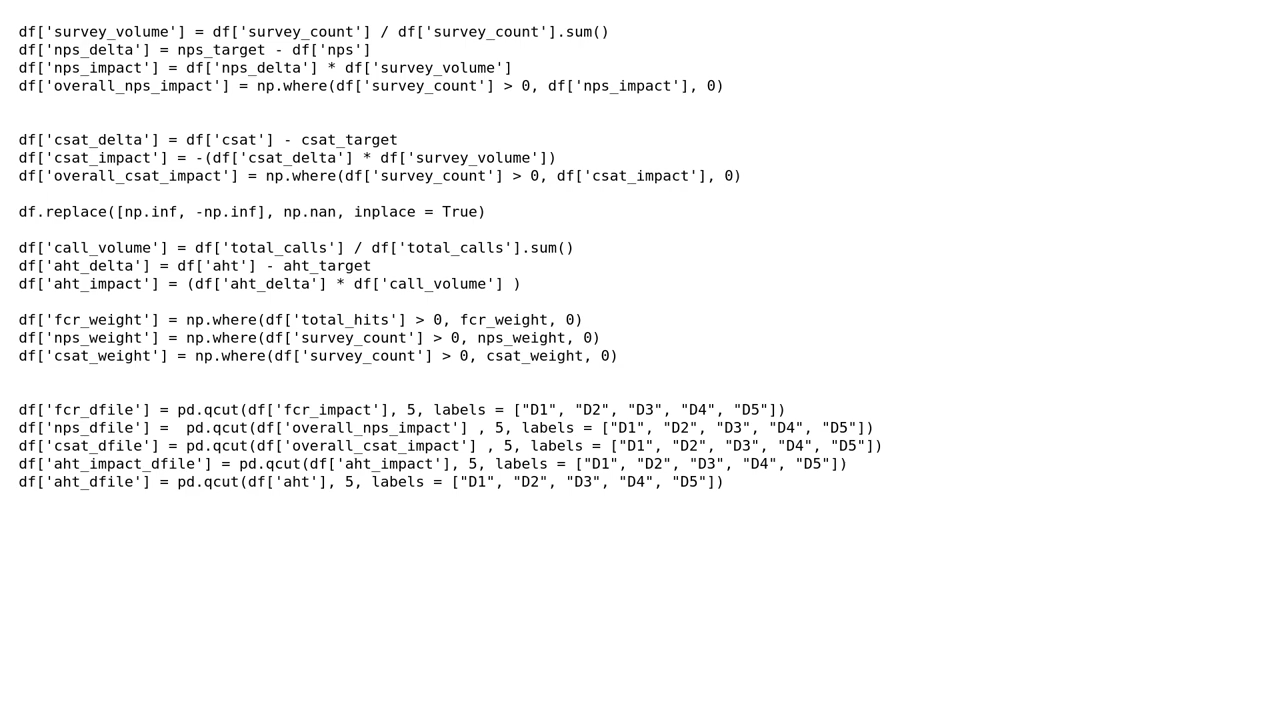 df['survey_volume'] = df['survey_count'] / df['survey_count'].sum()
df['nps_delta'] = nps_target - df['nps']
df['nps_impact'] = df['nps_delta'] * df['survey_volume']
df['overall_nps_impact'] = np.where(df['survey_count'] > 0, df['nps_impact'], 0)
df['csat_delta'] = df['csat'] - csat_target
df['csat_impact'] = -(df['csat_delta'] * df['survey_volume'])
df['overall_csat_impact'] = np.where(df['survey_count'] > 0, df['csat_impact'], 0)
df.replace([np.inf, -np.inf], np.nan, inplace = True)
df['call_volume'] = df['total_calls'] / df['total_calls'].sum()
df['aht_delta'] = df['aht'] - aht_target
df['aht_impact'] = (df['aht_delta'] * df['call_volume'] )
df['fcr_weight'] = np.where(df['total_hits'] > 0, fcr_weight, 0)
df['nps_weight'] = np.where(df['survey_count'] > 0, nps_weight, 0)
df['csat_weight'] = np.where(df['survey_count'] > 0, csat_weight, 0)
df['fcr_dfile'] = pd.qcut(df['fcr_impact'], 5, labels = ["D1", "D2", "D3", "D4", "D5"])
df['nps_dfile'] =  pd.qcut(df['overall_nps_impact'] , 5, labels = ["D1", "D2", "D3", "D4", "D5"])
df['csat_dfile'] = pd.qcut(df['overall_csat_impact'] , 5, labels = ["D1", "D2", "D3", "D4", "D5"])
df['aht_impact_dfile'] = pd.qcut(df['aht_impact'], 5, labels = ["D1", "D2", "D3", "D4", "D5"])
df['aht_dfile'] = pd.qcut(df['aht'], 5, labels = ["D1", "D2", "D3", "D4", "D5"])